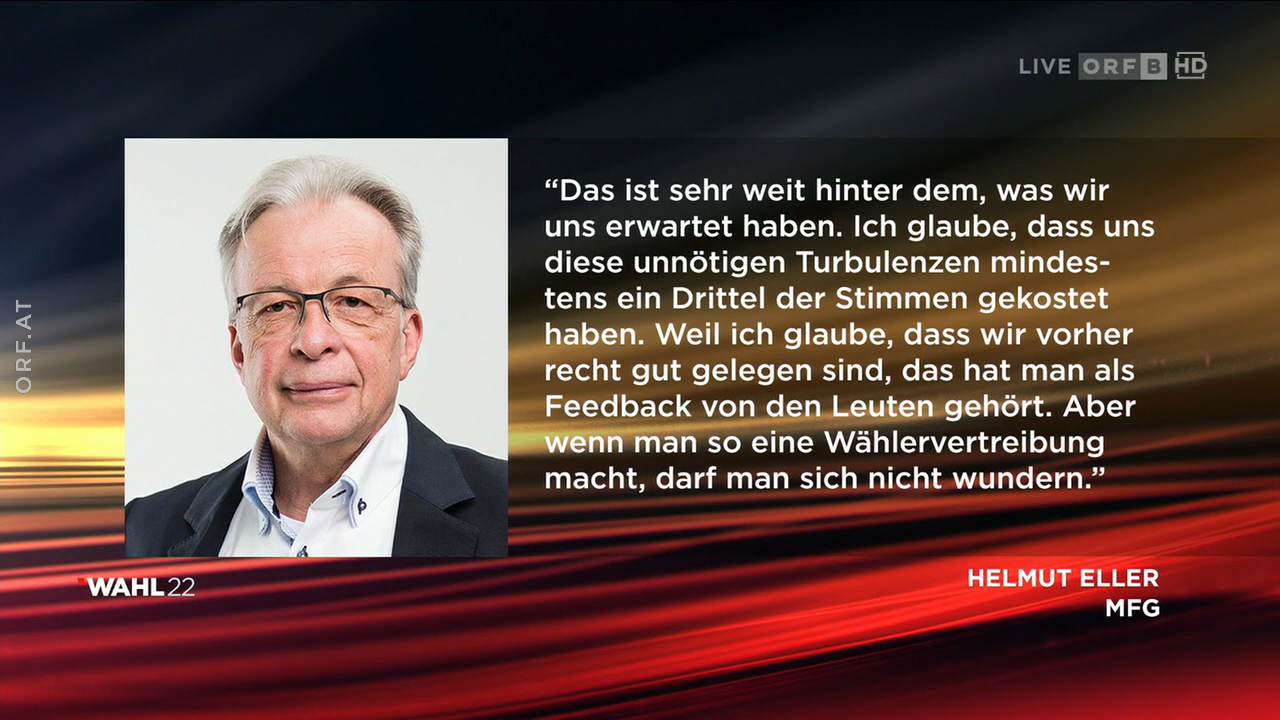 LIVE ORF B HD
ORF.AT
“Das ist sehr weit hinter dem, was wir
uns erwartet haben. Ich glaube, dass uns
diese unnötigen Turbulenzen mindes-
tens ein Drittel der Stimmen gekostet
haben. Weil ich glaube, dass wir vorher
recht gut gelegen sind, das hat man als
Feedback von den Leuten gehört. Aber
wenn man so eine Wählervertreibung
macht, darf man sich nicht wundern.”
WAHL22
HELMUT ELLER
MFG